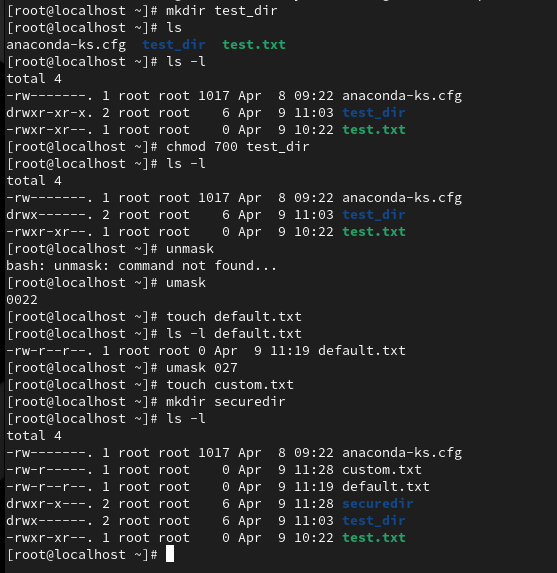 [root@localhost ~]# mkdir test_dir
[root@localhost ~]# ls
anaconda-ks.cfg  test_dir  test.txt
[root@localhost ~]# ls -l
total 4
-rw-------. 1 root root 1017 Apr  8 09:22 anaconda-ks.cfg
drwxr-xr-x. 2 root root    6 Apr  9 11:03 test_dir
-rwxr-xr--. 1 root root    0 Apr  9 10:22 test.txt
[root@localhost ~]# chmod 700 test_dir
[root@localhost ~]# ls -l
total 4
-rw-------. 1 root root 1017 Apr  8 09:22 anaconda-ks.cfg
drwx------. 2 root root    6 Apr  9 11:03 test_dir
-rwxr-xr--. 1 root root    0 Apr  9 10:22 test.txt
[root@localhost ~]# unmask
bash: unmask: command not found...
[root@localhost ~]# umask
0022
[root@localhost ~]# touch default.txt
[root@localhost ~]# ls -l default.txt
-rw-r--r--. 1 root root 0 Apr  9 11:19 default.txt
[root@localhost ~]# umask 027
[root@localhost ~]# touch custom.txt
[root@localhost ~]# mkdir securedir
[root@localhost ~]# ls -l
total 4
-rw-------. 1 root root 1017 Apr  8 09:22 anaconda-ks.cfg
-rw-r-----. 1 root root    0 Apr  9 11:28 custom.txt
-rw-r--r--. 1 root root    0 Apr  9 11:19 default.txt
drwxr-x---. 2 root root    6 Apr  9 11:28 securedir
drwx------. 2 root root    6 Apr  9 11:03 test_dir
-rwxr-xr--. 1 root root    0 Apr  9 10:22 test.txt
[root@localhost ~]#